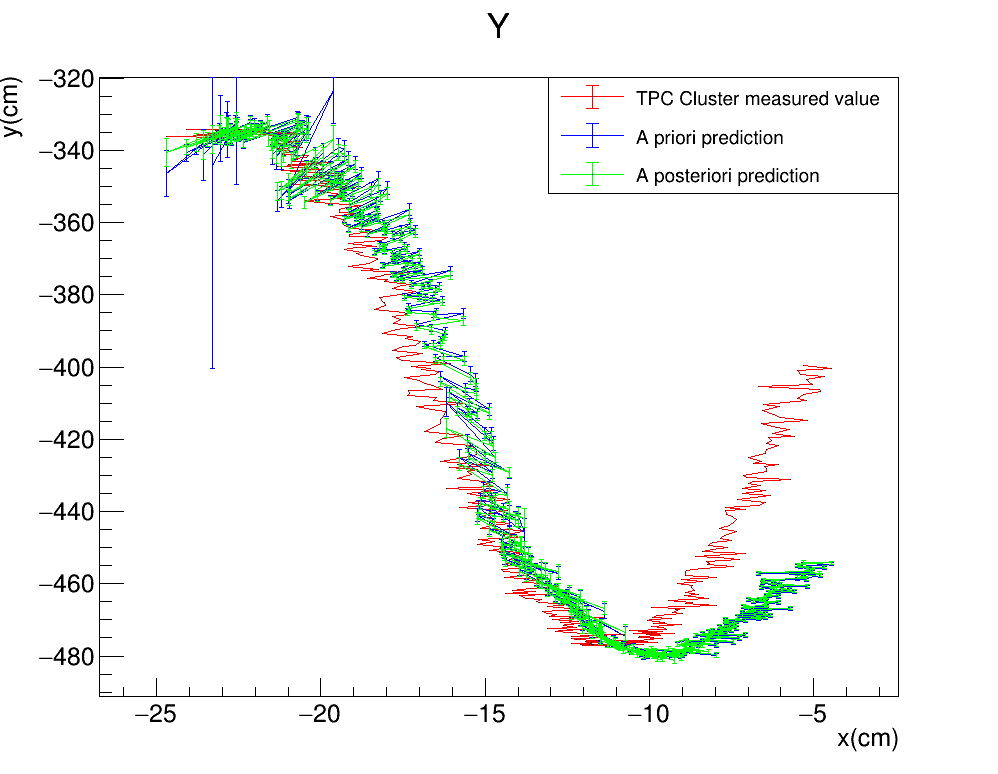 Y
y(cm)
−320
−340
−360
−380
−400
−420
−440
−460
−480
TPC Cluster measured value
A priori prediction
A posteriori prediction
−25 −20 −15 −10 −5
x(cm)